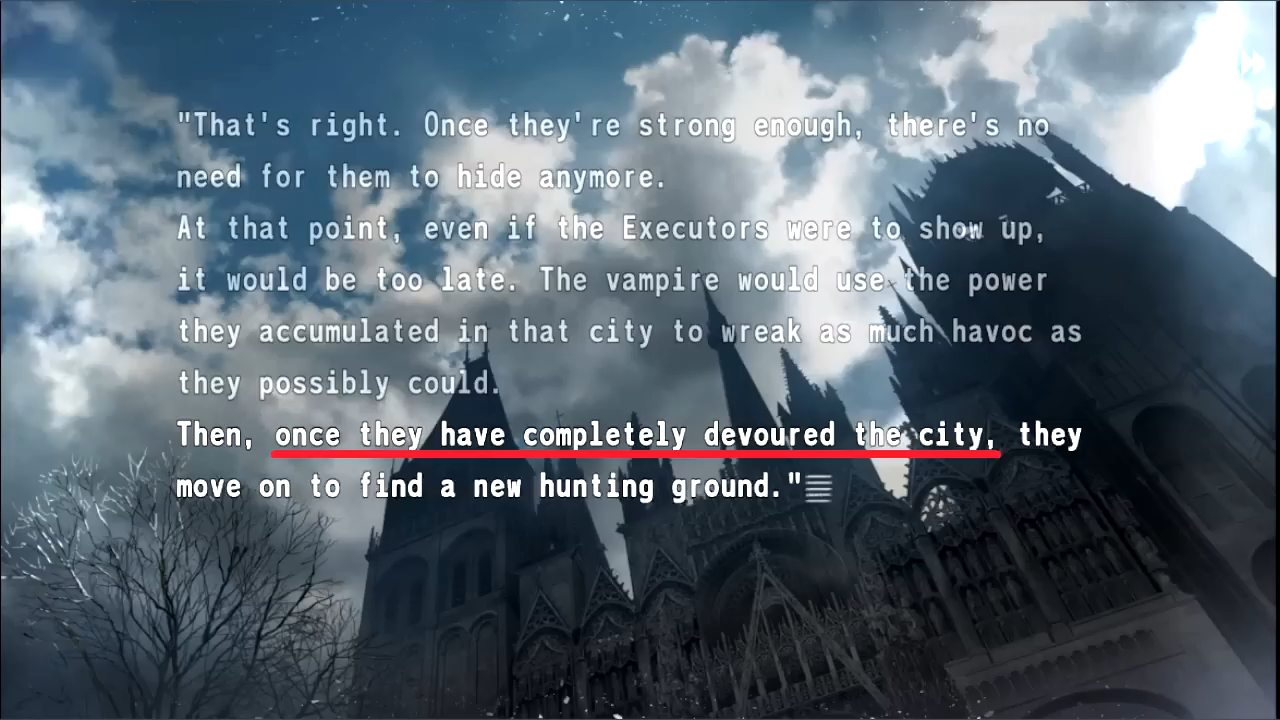 "That's right. Once they're strong enough, there's no
need for them to hide anymore.
At that point, even if the Executors were to show up,
it would be too late. The vampire would use the power
they accumulated in that city to wreak as much havoc as
they possibly could.
Then, once they have completely devoured the city, they
move on to find a new hunting ground."